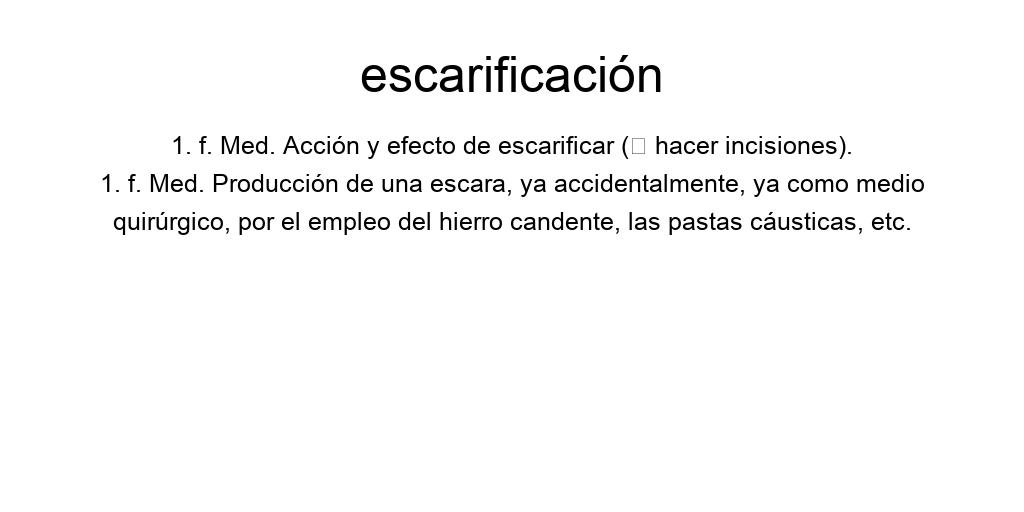 escarificación
1. f. Med. Acción y efecto de escarificar (□ hacer incisiones).
1. f. Med. Producción de una escara, ya accidentalmente, ya como medio
quirúrgico, por el empleo del hierro candente, las pastas cáusticas, etc.